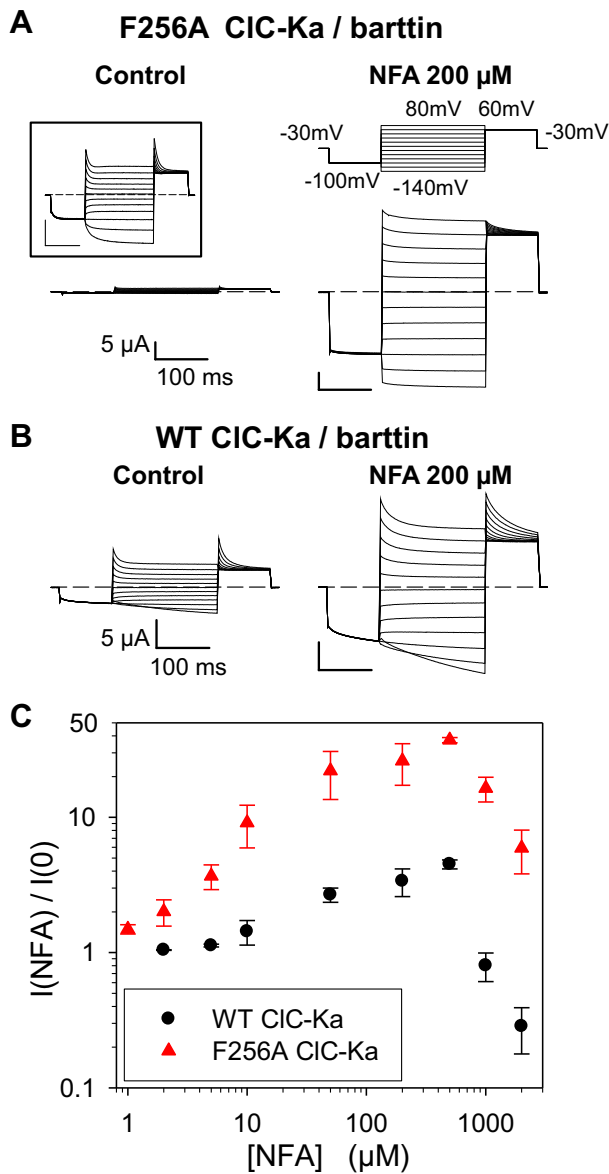 A
F256A ClC-Ka / barttin
Control
NFA 200 µM
80mV 60mV
-30mV -30mV
-100mV
-140mV
5 µA
100 ms
B
WT ClC-Ka / barttin
Control
NFA 200 µM
5 µA
100 ms
C
50
10
1
0.1
I(NFA) / I(0)
WT ClC-Ka
F256A ClC-Ka
1 10 100 1000
[NFA] (µM)